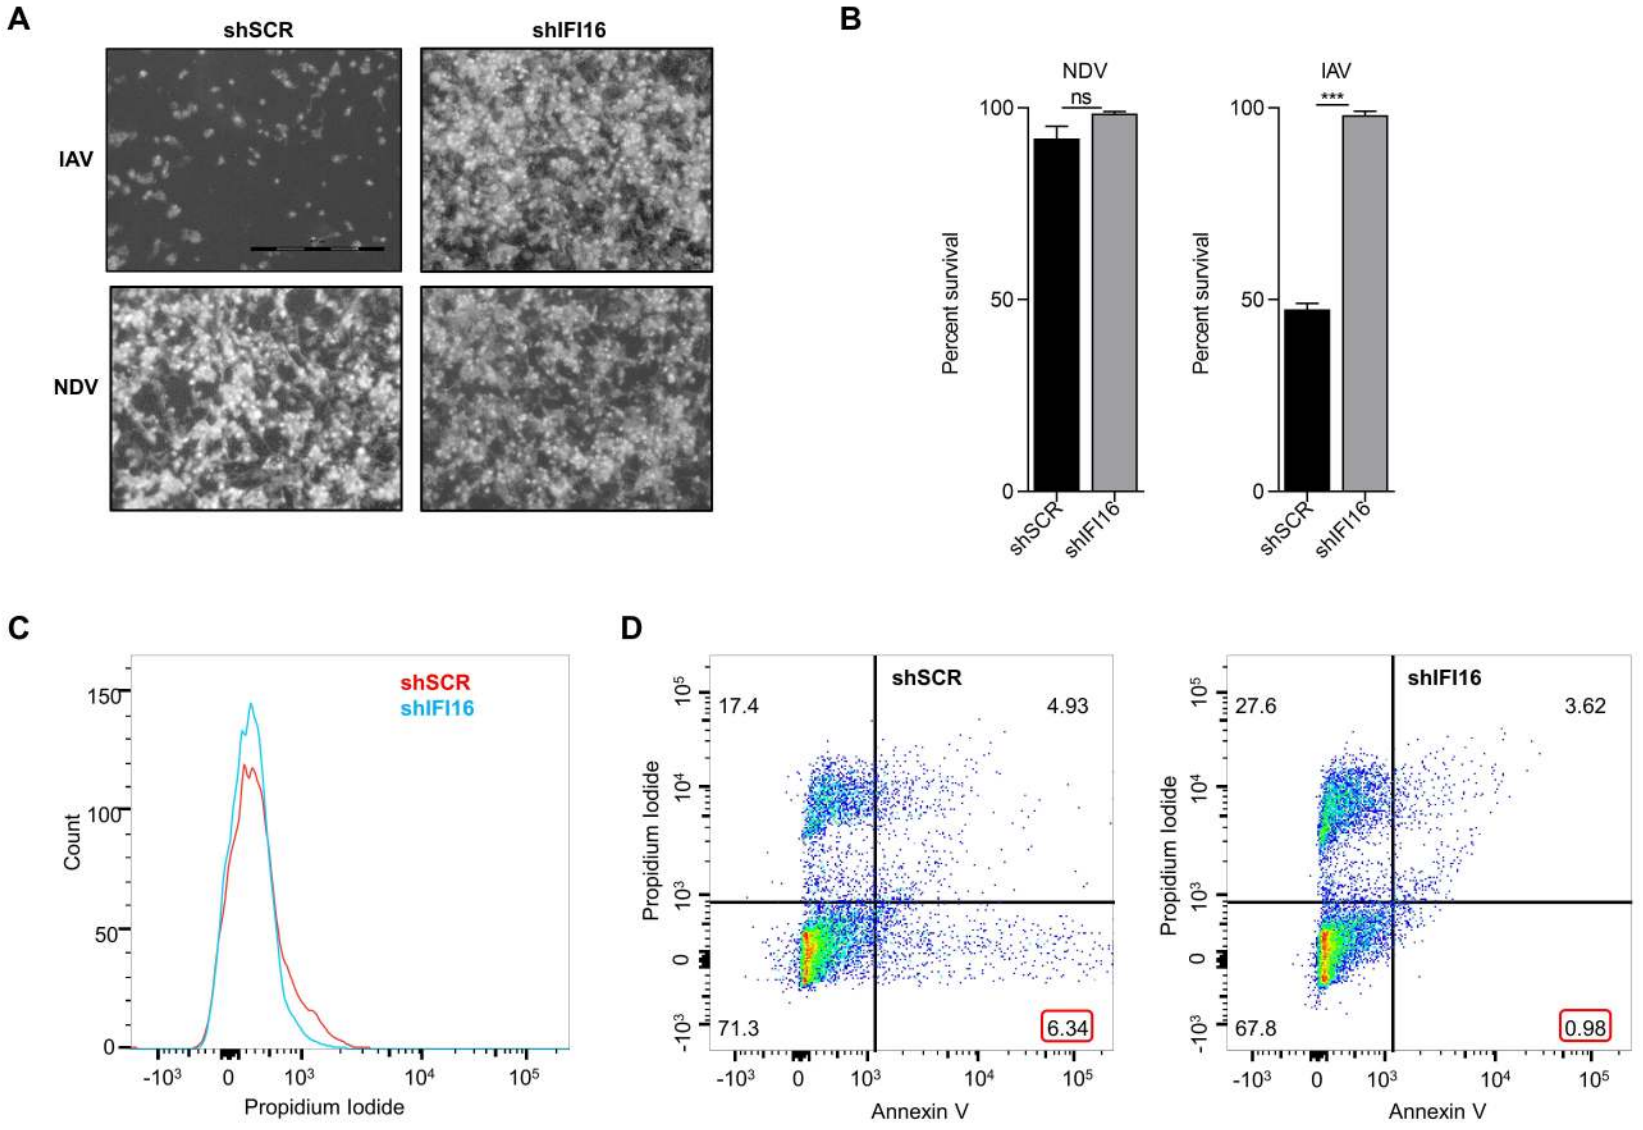 A
shSCR
shIFI16
IAV
NDV
B
NDV
ns
100
50
0
Percent survival
shSCR
shIFI16
IAV
***
100
50
0
Percent survival
shSCR
shIFI16
C
shSCR
shIFI16
150
100
50
0
Count
-10³ 0 10³ 10⁴ 10⁵
Propidium Iodide
D
shSCR
17.4 4.93
71.3 6.34
10⁵
10⁴
10³
0
-10³
Propidium Iodide
-10³ 0 10³ 10⁴ 10⁵
Annexin V
shIFI16
27.6 3.62
67.8 0.98
10⁵
10⁴
10³
0
-10³
Propidium Iodide
-10³ 0 10³ 10⁴ 10⁵
Annexin V